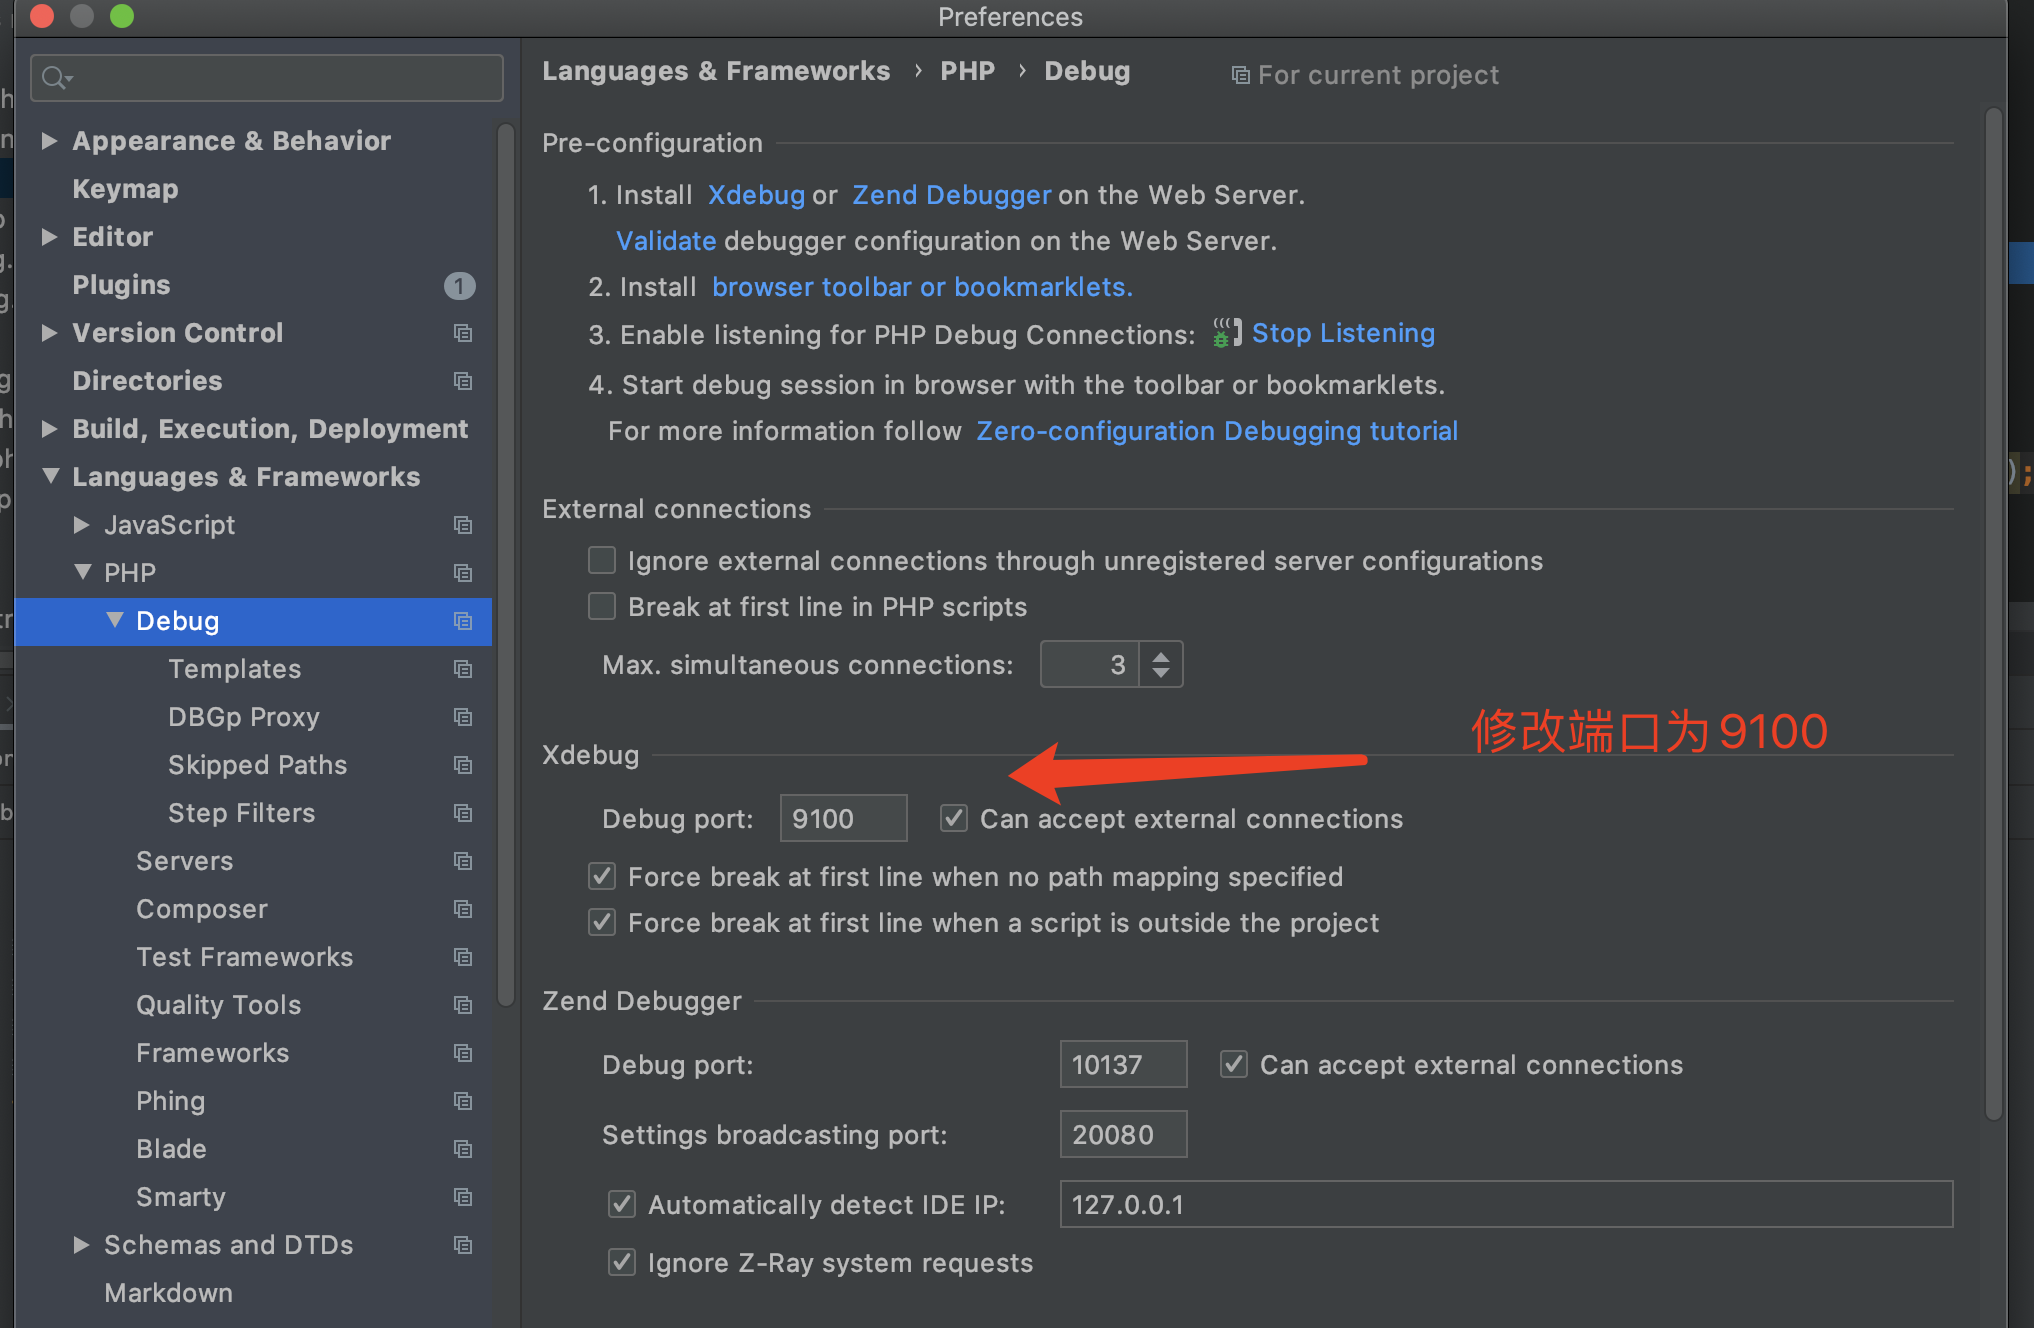 Preferences
Languages & Frameworks › PHP › Debug
For current project
Appearance & Behavior
Keymap
Editor
Plugins
1
Version Control
Directories
Build, Execution, Deployment
Languages & Frameworks
JavaScript
PHP
Debug
Templates
DBGp Proxy
Skipped Paths
Step Filters
Servers
Composer
Test Frameworks
Quality Tools
Frameworks
Phing
Blade
Smarty
Schemas and DTDs
Markdown
Pre-configuration
1. Install Xdebug or Zend Debugger on the Web Server.
Validate debugger configuration on the Web Server.
2. Install browser toolbar or bookmarklets.
3. Enable listening for PHP Debug Connections: Stop Listening
4. Start debug session in browser with the toolbar or bookmarklets.
For more information follow Zero-configuration Debugging tutorial
External connections
Ignore external connections through unregistered server configurations
Break at first line in PHP scripts
Max. simultaneous connections: 3
修改端口为9100
Xdebug
Debug port: 9100 Can accept external connections
Force break at first line when no path mapping specified
Force break at first line when a script is outside the project
Zend Debugger
Debug port: 10137 Can accept external connections
Settings broadcasting port: 20080
Automatically detect IDE IP: 127.0.0.1
Ignore Z-Ray system requests
);